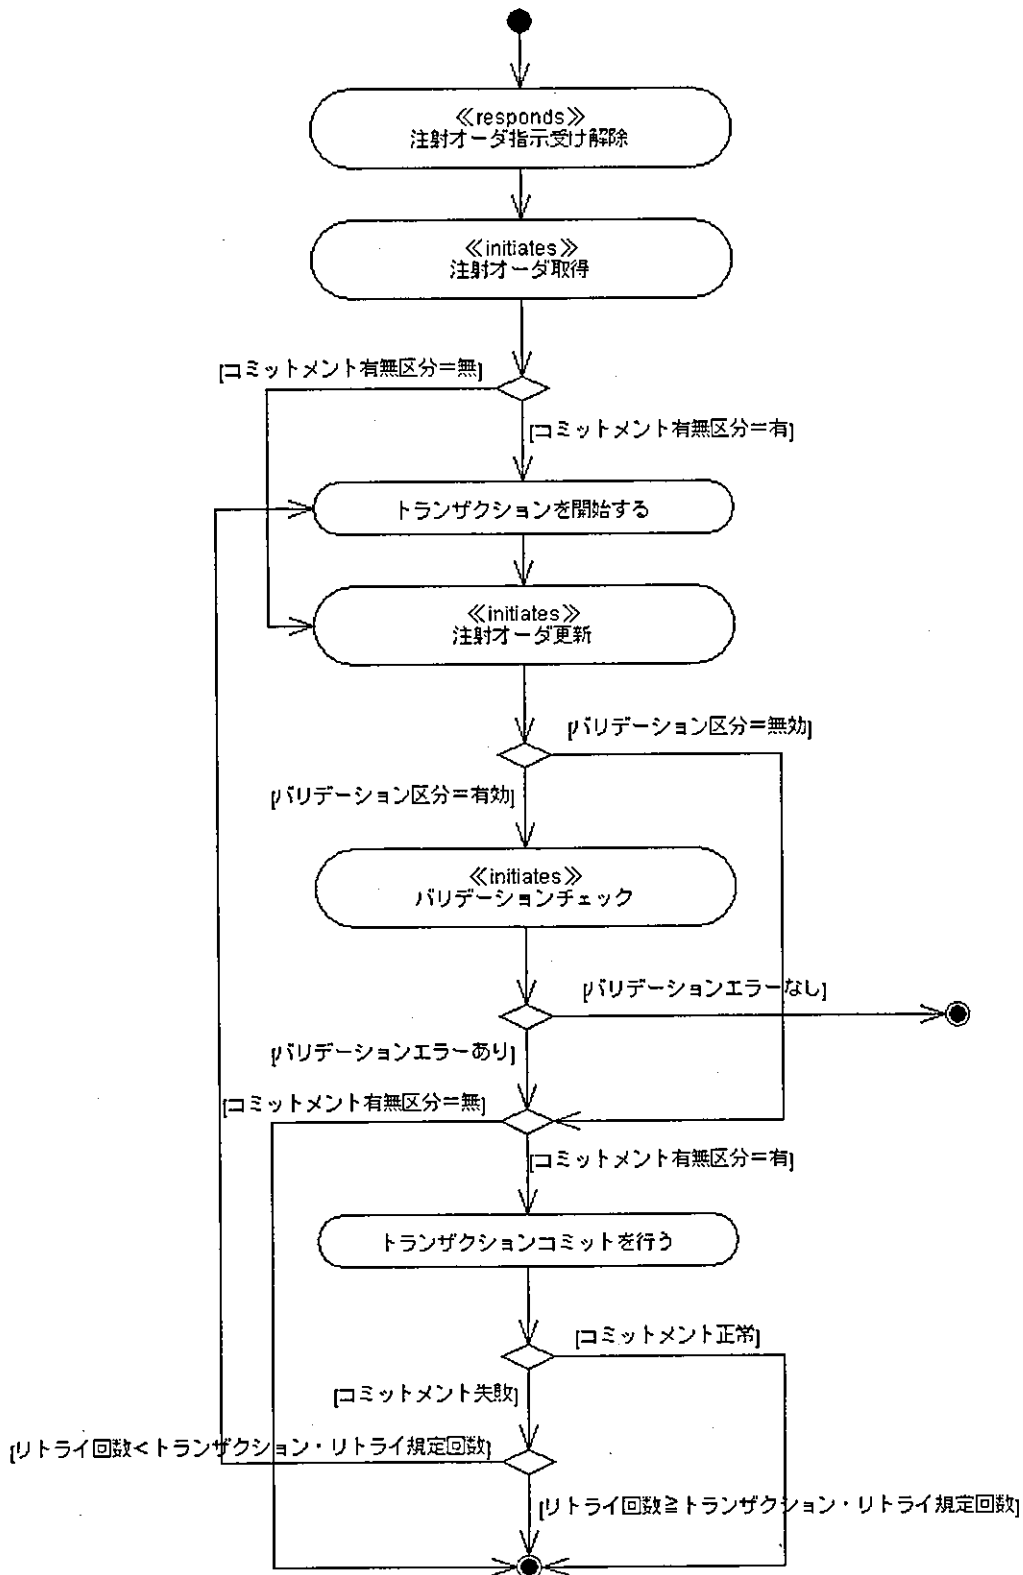 ≪responds≫
注射オーダ指示受け解除
≪initiates≫
注射オーダ取得
[コミットメント有無区分＝無]
[コミットメント有無区分＝有]
トランザクションを開始する
≪initiates≫
注射オーダ更新
[バリデーション区分＝無効]
[バリデーション区分＝有効]
≪initiates≫
バリデーションチェック
[バリデーションエラーなし]
[バリデーションエラーあり]
[コミットメント有無区分＝無]
[コミットメント有無区分＝有]
トランザクションコミットを行う
[コミットメント正常]
[コミットメント失敗]
[リトライ回数＜トランザクション・リトライ規定回数]
[リトライ回数≧トランザクション・リトライ規定回数]